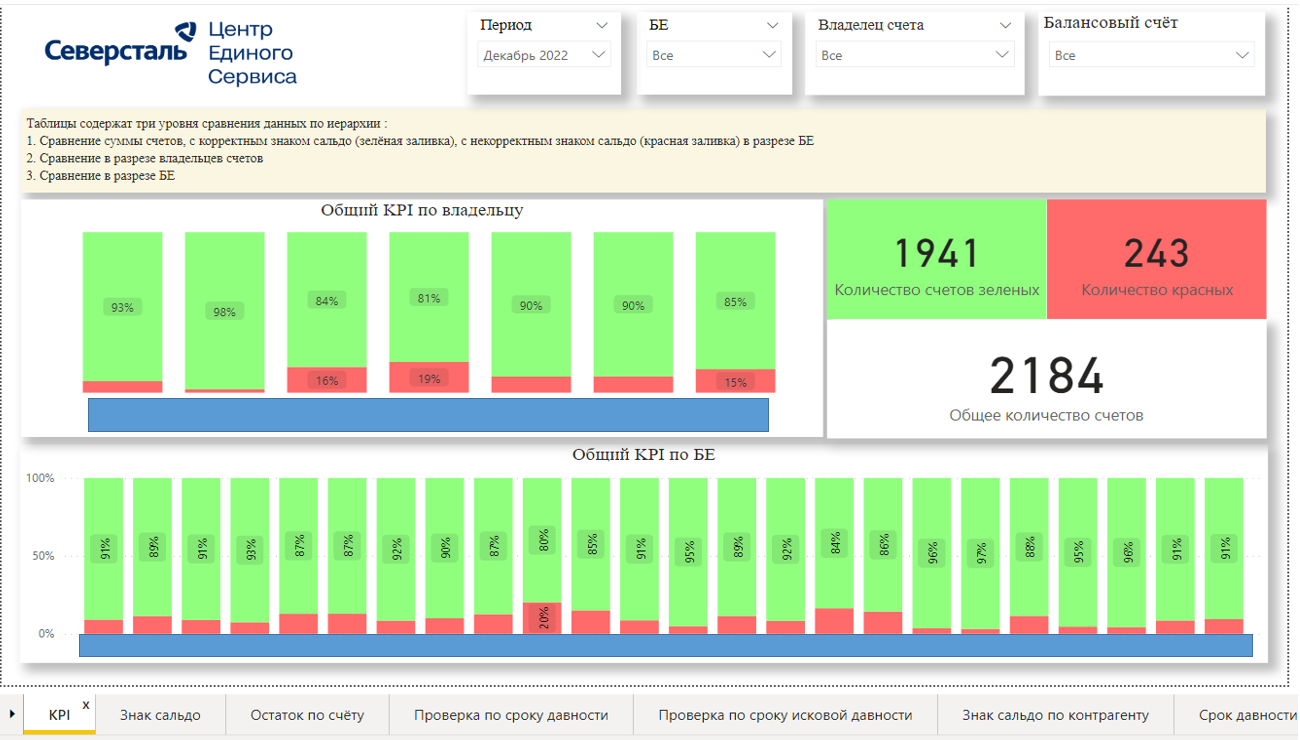 Северсталь
Центр
Единого
Сервиса
Период
Декабрь 2022
БЕ
Все
Владелец счета
Все
Балансовый счёт
Все
Таблицы содержат три уровня сравнения данных по иерархии :
1. Сравнение суммы счетов, с корректным знаком сальдо (зелёная заливка), с некорректным знаком сальдо (красная заливка) в разрезе БЕ
2. Сравнение в разрезе владельцев счетов
3. Сравнение в разрезе БЕ
Общий KPI по владельцу
93%
98%
84%
81%
90%
90%
85%
16%
19%
15%
1941
Количество счетов зеленых
243
Количество красных
2184
Общее количество счетов
Общий KPI по БЕ
100%
50%
0%
91%
89%
91%
93%
87%
87%
92%
90%
87%
80%
85%
91%
95%
89%
92%
84%
86%
96%
97%
88%
95%
96%
91%
91%
20%
KPI
x
Знак сальдо
Остаток по счёту
Проверка по сроку давности
Проверка по сроку исковой давности
Знак сальдо по контрагенту
Срок давности